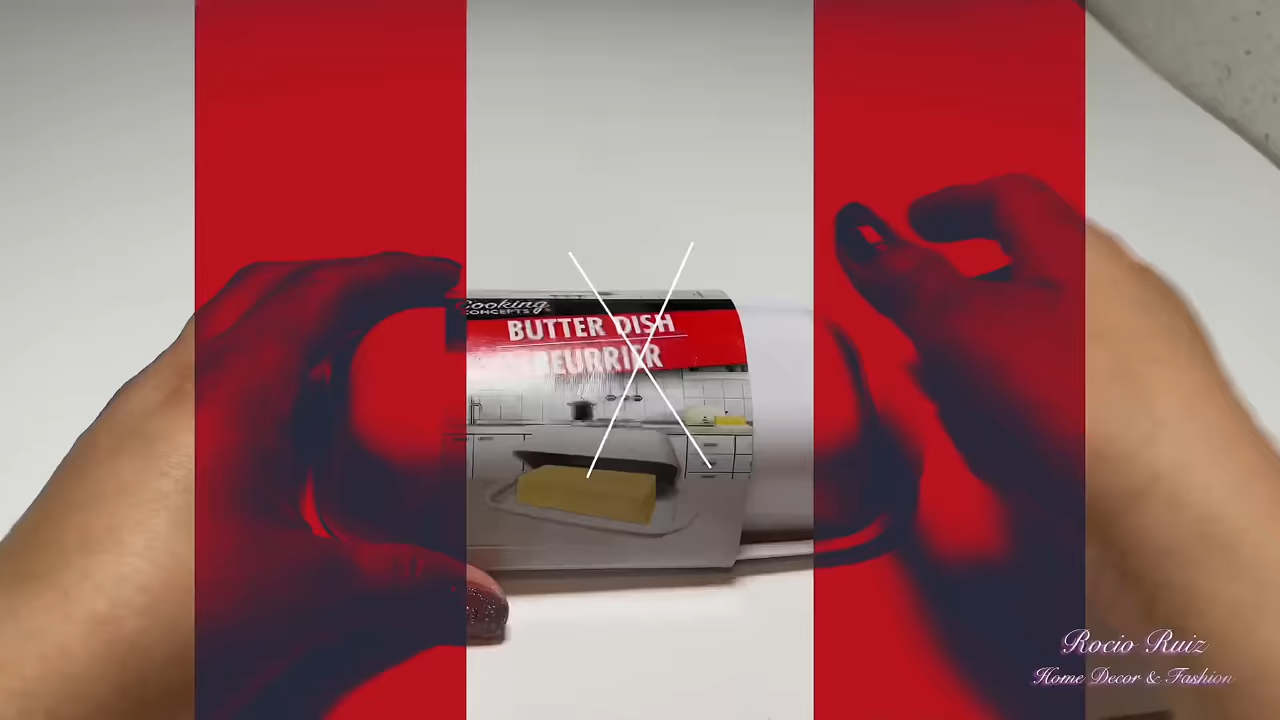 Cooking
CONCEPTS
BUTTER DISH
BEURRIER
Rocio Ruiz
Home Decor & Fashion